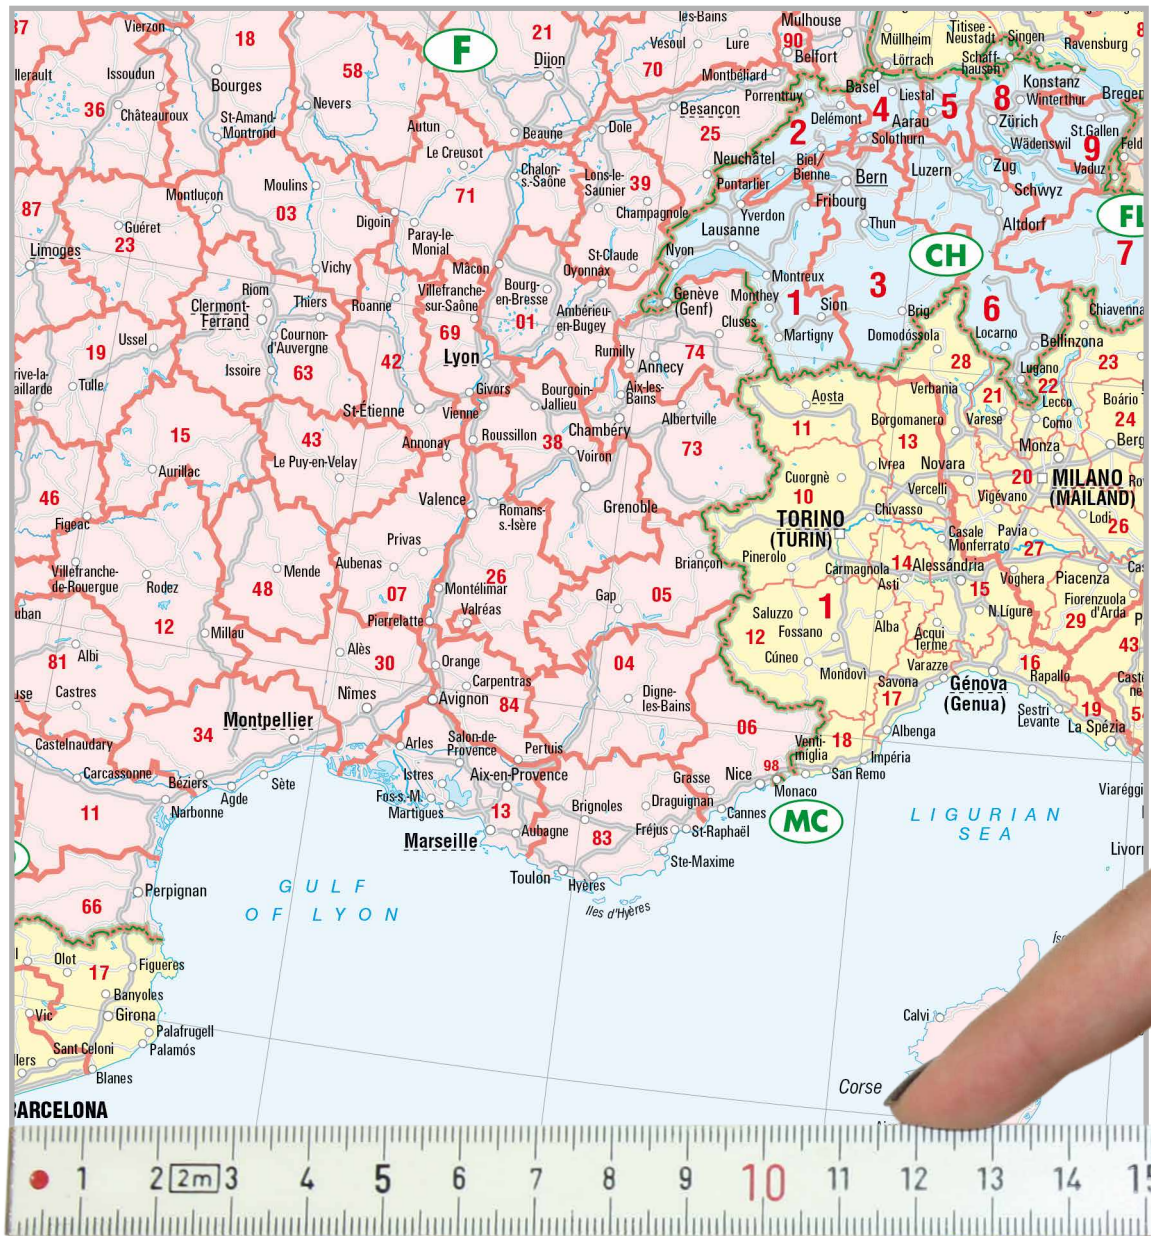 Vierzon
18
21
F
les-Bains
Mulhouse
Titisee-
Neustadt
Singen
Ravensburg
Müllheim
Vesoul
Lure
90
Belfort
Schaff-
hausen
58
Dijon
70
Montbéliard
Lörrach
Konstanz
Issoudun
Bourges
Basel
Liestal
8
Winterthur
Bregen
36
Châteauroux
Nevers
Besançon
Porrentruy
4
5
Zürich
St-Amand-
Montrond
Autun
Beaune
Dole
25
2
Delémont
Aarau
St.Gallen
Le Creusot
Solothurn
Wädenswil
9
Feld
Neuchâtel
Biel/
Bienne
Bern
Luzern
Zug
Vaduz
Chalon-
s.-Saône
Lons-le-
Saunier
39
Pontarlier
Schwyz
Montluçon
Moulins
71
Champagnole
Yverdon
Fribourg
87
03
Digoin
Paray-le-
Monial
Lausanne
Thun
Altdorf
FL
Guéret
23
Limoges
Nyon
CH
7
St-Claude
Vichy
Mâcon
Oyonnax
Montreux
Riom
Villefranche-
sur-Saône
Bourg-
en-Bresse
Genève
(Genf)
Monthey
1
3
6
Clermont-
Ferrand
Thiers
Roanne
Ambérieu-
en-Bugey
Sion
Brig
Chiavenna
Cournon-
d'Auvergne
69
01
Cluses
Martigny
Domodóssola
Locarno
Bellinzona
Ussel
19
Lyon
Rumilly
74
28
23
Issoire
63
42
Annecy
Lugano
Tulle
Givors
Bourgoin-
Jallieu
Aix-les-
Bains
Verbania
21
22
St-Étienne
Vienne
Albertville
Aosta
Lecco
Boário
15
43
Annonay
Roussillon
38
Chambéry
73
11
Borgomanero
Varese
Como
24
13
Monza
Berg
Aurillac
Le Puy-en-Velay
Voiron
Ivrea
Novara
20
MILANO
(MAILAND)
46
Cuorgnè
10
Vercelli
Vigévano
Valence
Romans-
s.-Isère
Grenoble
Chivasso
Lodi
26
Figeac
TORINO
(TURIN)
Casale
Monferrato
Pavia
27
Privas
Villefranche-
de-Rouergue
Rodez
Mende
Aubenas
26
Briançon
Pinerolo
14
Alessándria
Carmagnola
Asti
Voghera
Piacenza
48
07
Montélimar
05
15
Fiorenzuola
d'Arda
Valréas
Gap
Saluzzo
1
N.Lígure
Pierrelatte
12
Fossano
Alba
Acqui
Terme
29
12
Millau
81
Albi
Alès
30
Orange
04
Cúneo
Mondovì
Varazze
16
43
Savona
Rapallo
Castres
Nîmes
Carpentras
Génova
(Genua)
Avignon
84
Digne-
les-Bains
17
Sestri
Levante
19
Montpellier
34
06
Albenga
La Spézia
Castelnaudary
Arles
Salon-de-
Provence
Pertuis
Venti-
miglia
18
Impéria
Carcassonne
Béziers
Istres
Aix-en-Provence
Grasse
Nice
98
San Remo
Sète
Agde
Fos-s.-M.
Monaco
11
Narbonne
Martigues
13
Brignoles
Draguignan
Cannes
MC
LIGURIAN
SEA
Marseille
Aubagne
83
Fréjus
St-Raphaël
Ste-Maxime
Toulon
Hyères
Perpignan
GULF
OF LYON
Iles d'Hyères
66
Olot
17
Figueres
Banyoles
Vic
Girona
Calvi
Palafrugell
Sant Celoni
Palamós
Blanes
Corse
BARCELONA
1 2 2m 3 4 5 6 7 8 9 10 11 12 13 14 15